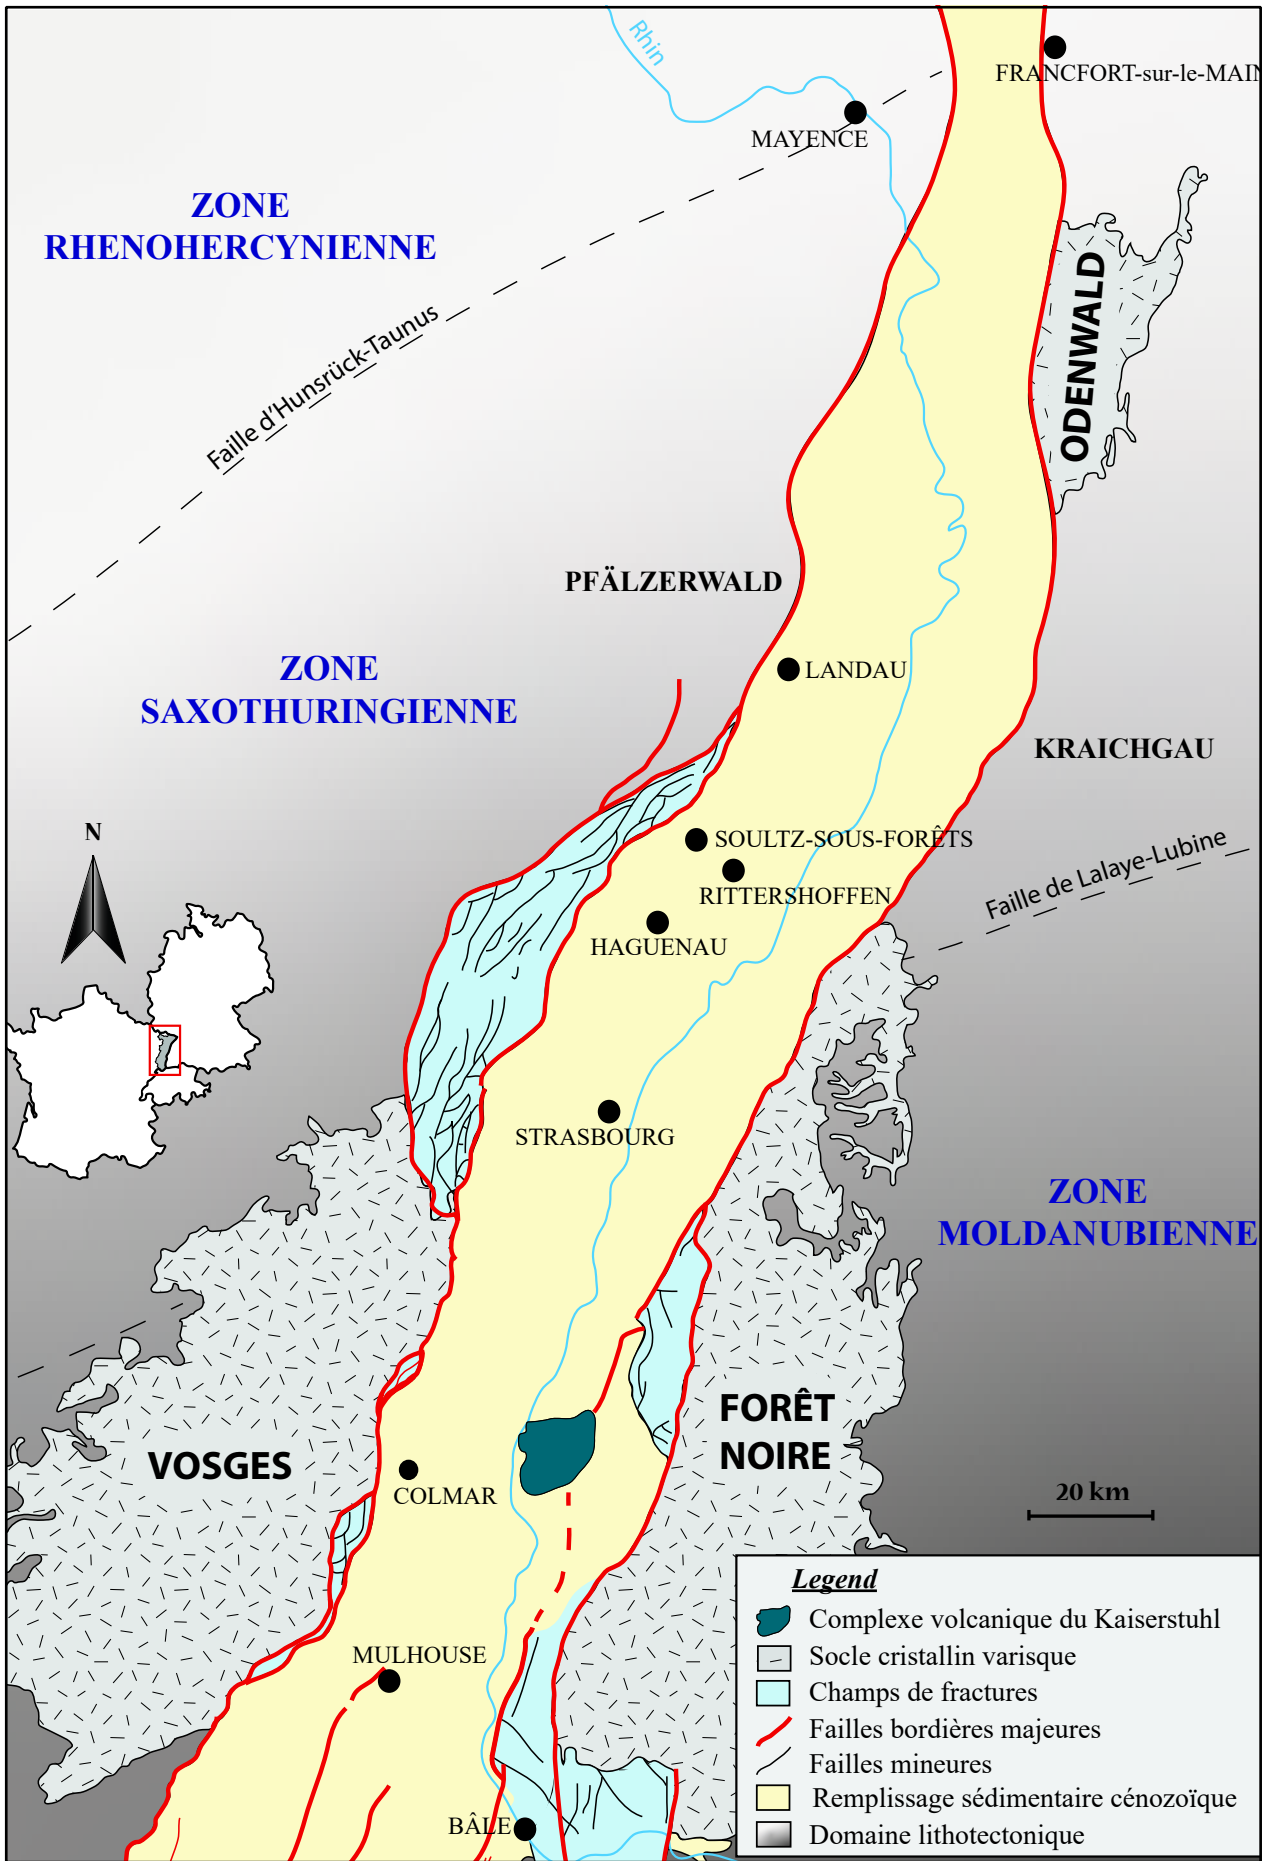 Rhin
FRANCFORT-sur-le-MAIN
MAYENCE
ZONE
RHENOHERCYNIENNE
ODENWALD
Faille d'Hunsrück-Taunus
PFÄLZERWALD
ZONE
SAXOTHURINGIENNE
LANDAU
KRAICHGAU
N
SOULTZ-SOUS-FORÊTS
RITTERSHOFFEN
Faille de Lalaye-Lubine
HAGUENAU
STRASBOURG
ZONE
MOLDANUBIENNE
VOSGES
FORÊT
NOIRE
COLMAR
20 km
MULHOUSE
BÂLE
Legend
Complexe volcanique du Kaiserstuhl
Socle cristallin varisque
Champs de fractures
Failles bordières majeures
Failles mineures
Remplissage sédimentaire cénozoïque
Domaine lithotectonique